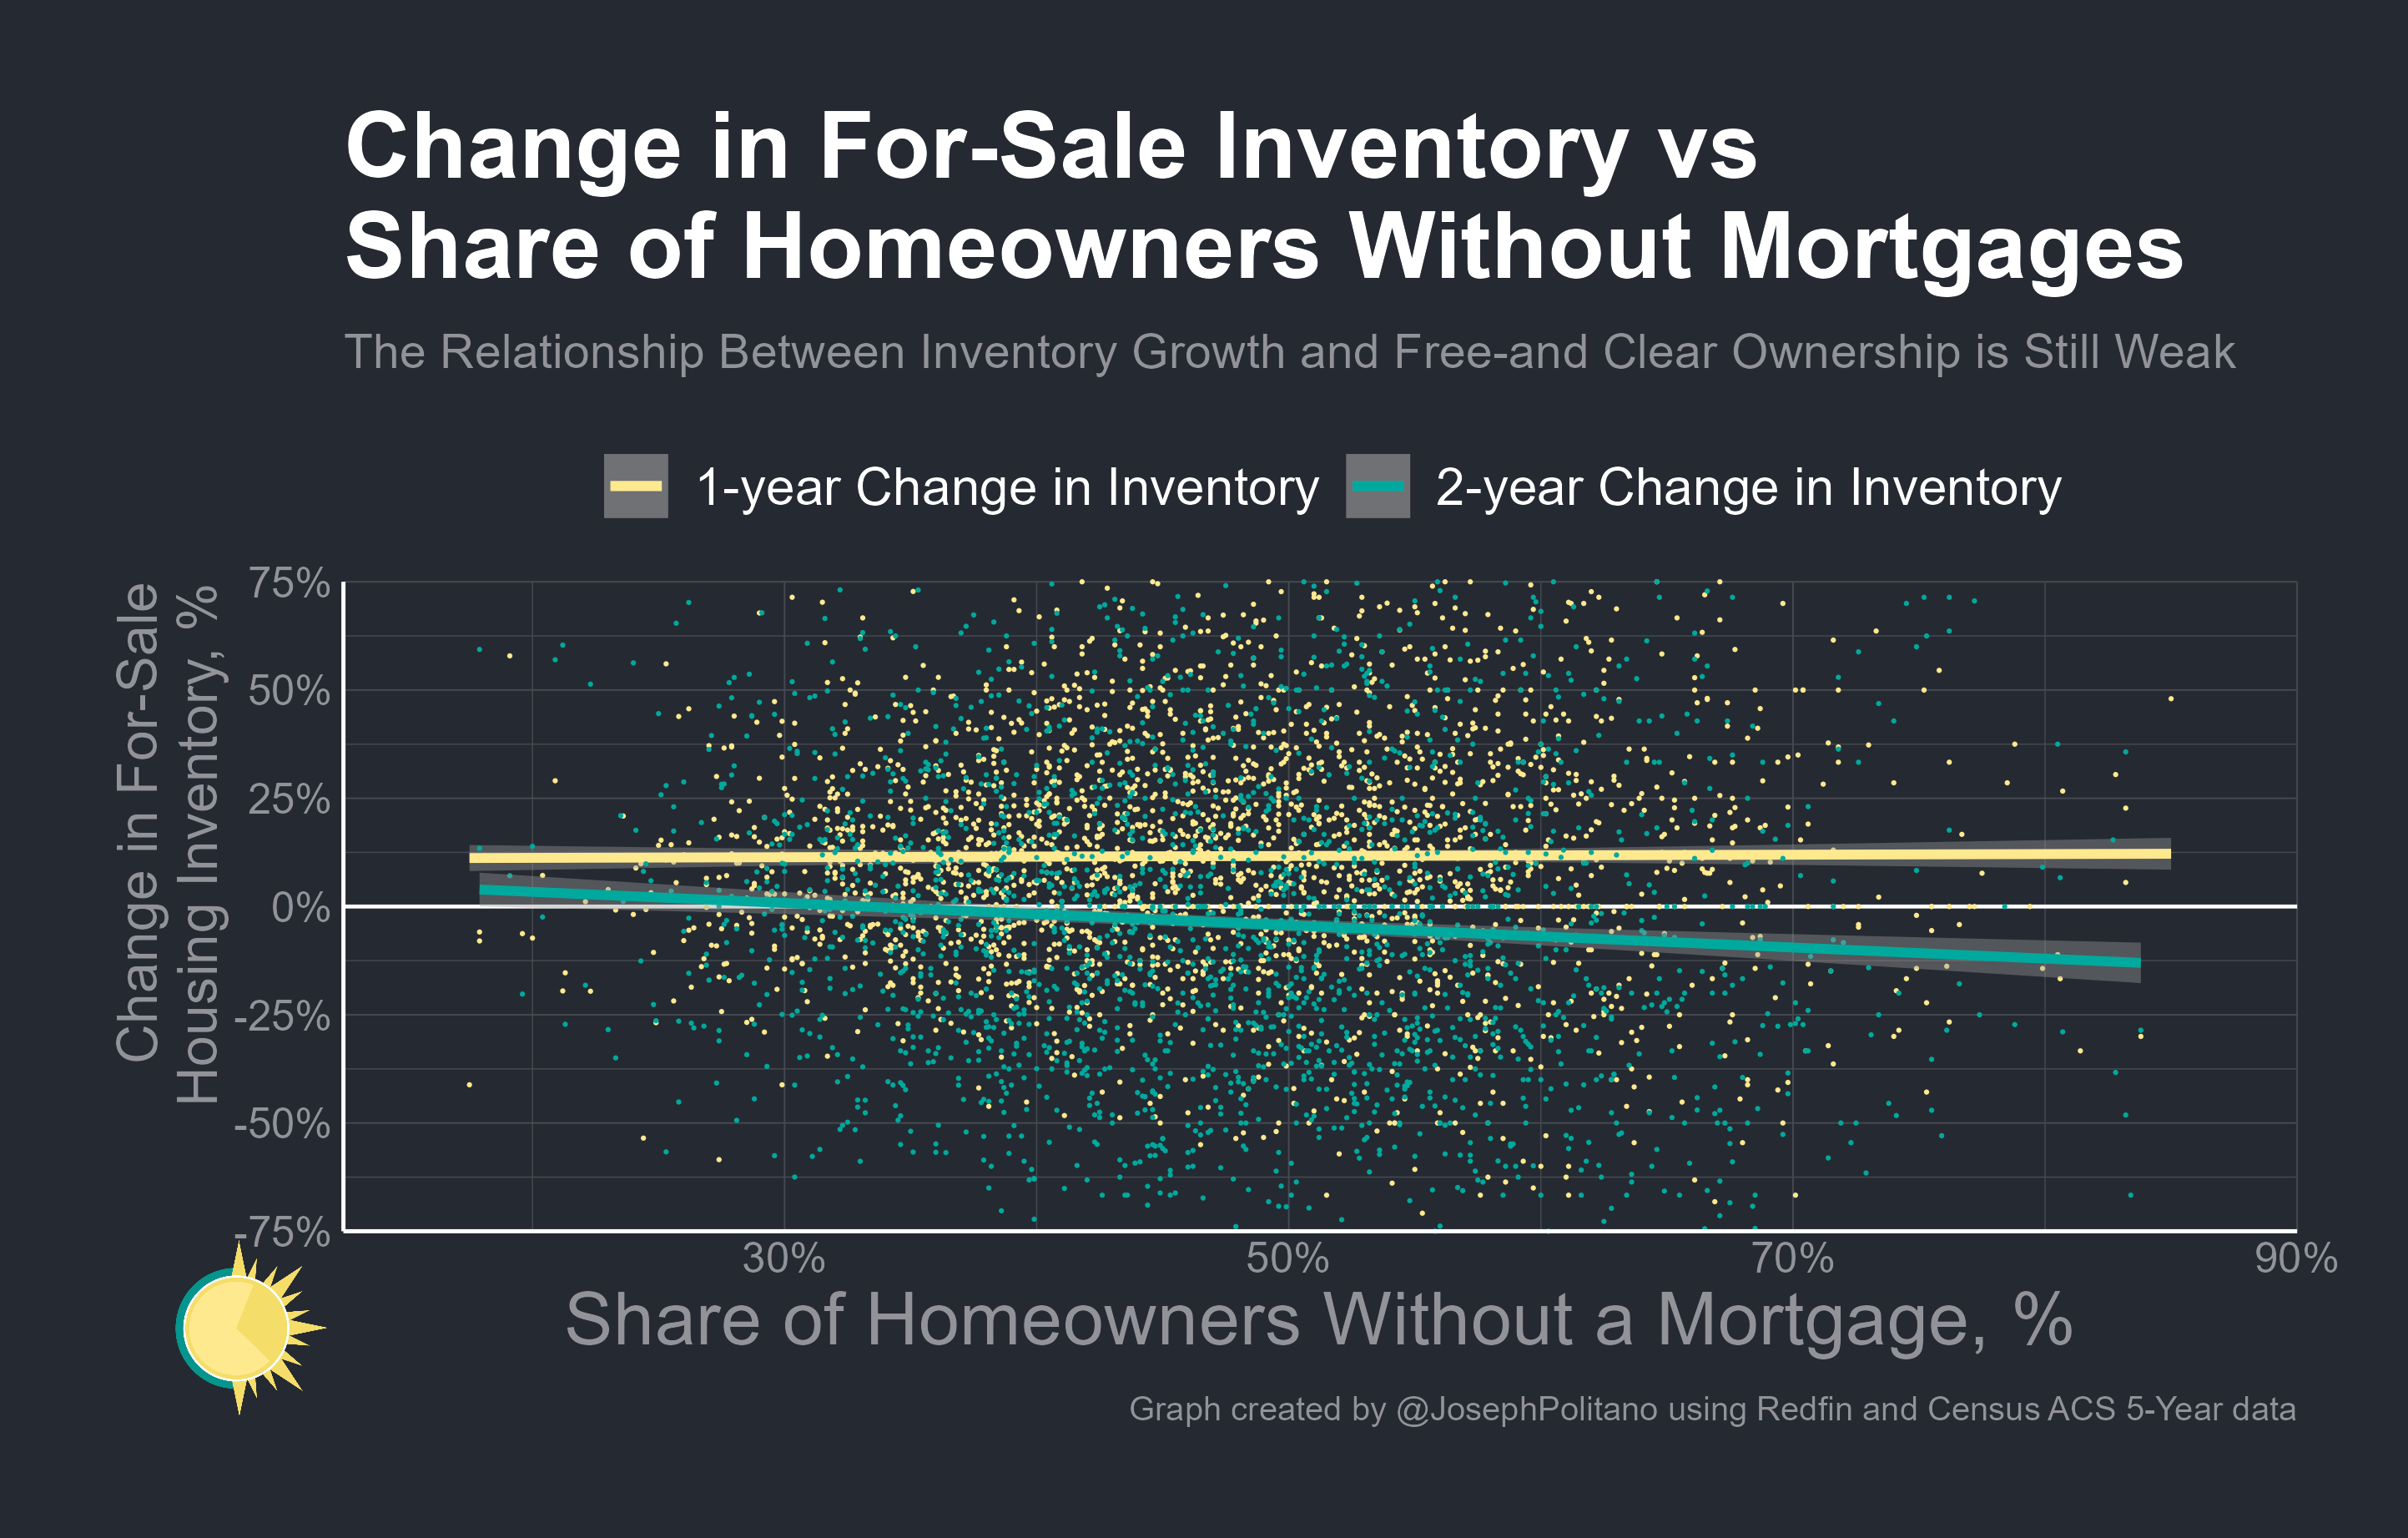 Change in For-Sale Inventory vs
Share of Homeowners Without Mortgages
The Relationship Between Inventory Growth and Free-and Clear Ownership is Still Weak
1-year Change in Inventory
2-year Change in Inventory
Change in For-Sale
Housing Inventory, %
75%
50%
25%
0%
-25%
-50%
-75%
30%
50%
70%
90%
Share of Homeowners Without a Mortgage, %
Graph created by @JosephPolitano using Redfin and Census ACS 5-Year data